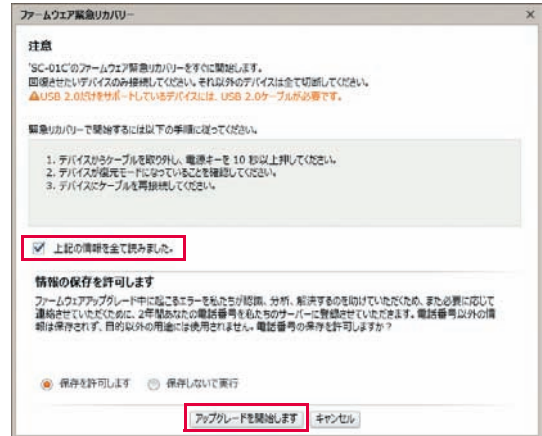 ファームウェア緊急リカバリー
注意
'SC-01C'のファームウェア緊急リカバリーをすぐに開始します。
回復させたいデバイスのみ接続してください。それ以外のデバイスは全て切断してください。
USB 2.0だけをサポートしているデバイスには、USB 2.0ケーブルが必要です。
緊急リカバリーで開始するには以下の手順に従ってください。
1. デバイスからケーブルを取り外し、電源キーを 10 秒以上押してください。
2. デバイスが復元モードになっていることを確認してください。
3. デバイスにケーブルを再接続してください。
上記の情報を全て読みました。
情報の保存を許可します
ファームウェアアップグレード中に起こるエラーを私たちが認識、分析、解決するのを助けていただくため、また必要に応じて
連絡させていただくために、2年間あなたの電話番号を私たちのサーバーに登録させていただきます。電話番号以外の情
報は保存されず、目的以外の用途には使用されません。電話番号の保存を許可しますか?
保存を許可します 保存しないで実行
アップグレードを開始します キャンセル